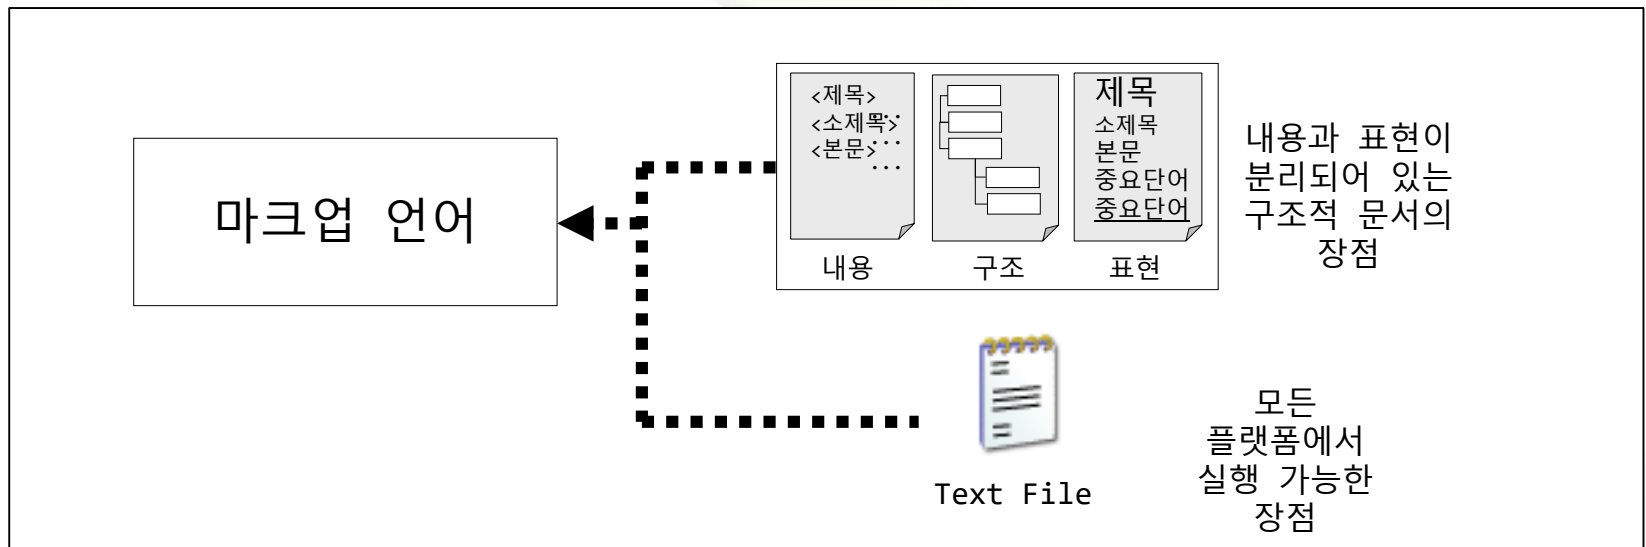 마크업 언어
<제목>
<소제목>
<본문>
...
...
...
제목
소제목
본문
중요단어
중요단어
내용
구조
표현
내용과 표현이
분리되어 있는
구조적 문서의
장점
Text File
모든
플랫폼에서
실행 가능한
장점